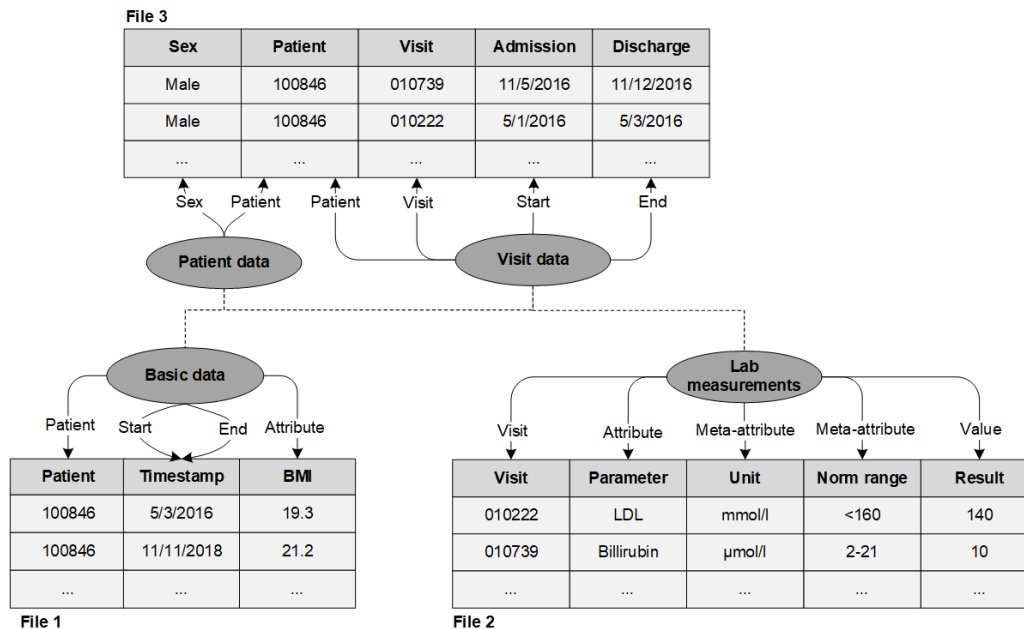 File 3
Sex Patient Visit Admission Discharge
Male 100846 010739 11/5/2016 11/12/2016
Male 100846 010222 5/1/2016 5/3/2016
... ... ... ... ...
Sex Patient Patient Visit Start End
Patient data Visit data
Basic data
Lab
measurements
Patient Start End Attribute
Visit Attribute Meta-attribute Meta-attribute Value
Patient Timestamp BMI
100846 5/3/2016 19.3
100846 11/11/2018 21.2
... ... ...
File 1
Visit Parameter Unit Norm range Result
010222 LDL mmol/l <160 140
010739 Billirubin µmol/l 2-21 10
... ... ... ... ...
File 2